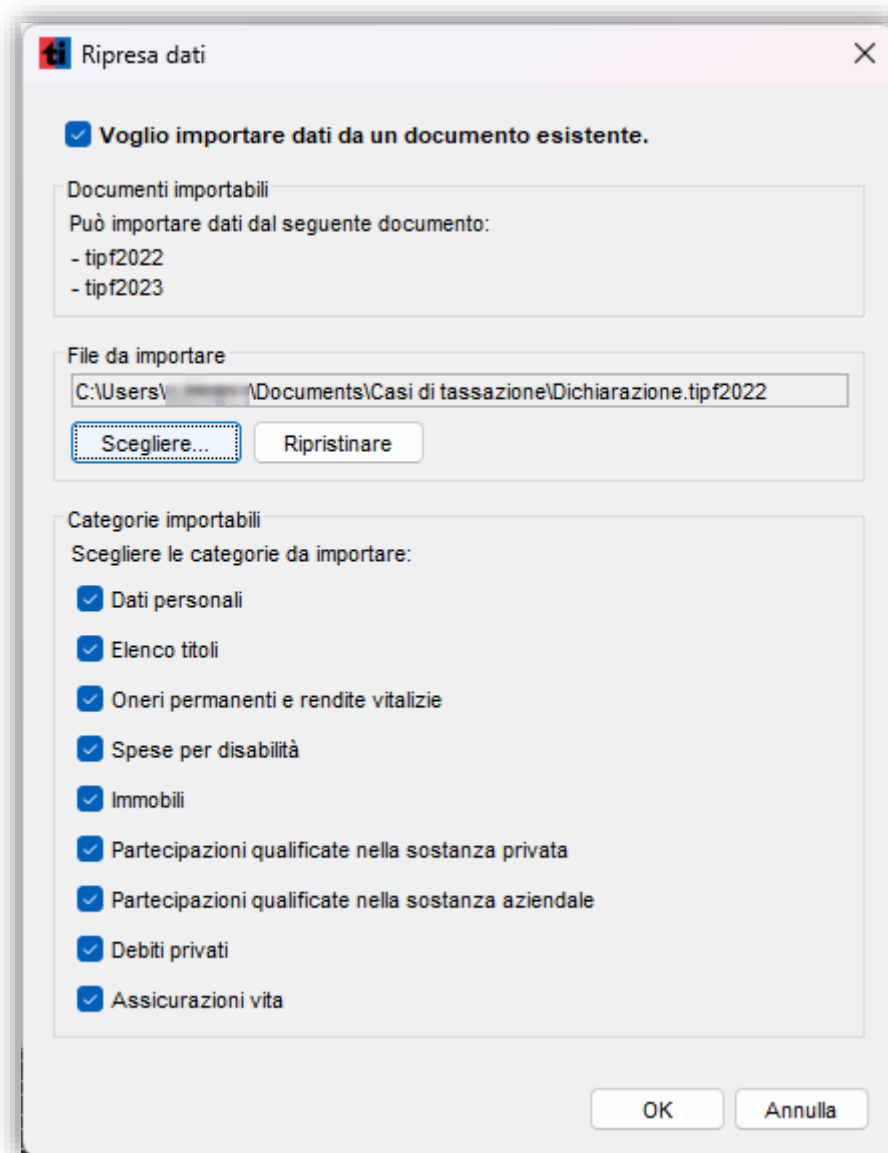 ti Ripresa dati
Voglio importare dati da un documento esistente.
Documenti importabili
Può importare dati dal seguente documento:
- tipf2022
- tipf2023
File da importare
C:\Users\ \Documents\Casi di tassazione\Dichiarazione.tipf2022
Scegliere... Ripristinare
Categorie importabili
Scegliere le categorie da importare:
Dati personali
Elenco titoli
Oneri permanenti e rendite vitalizie
Spese per disabilità
Immobili
Partecipazioni qualificate nella sostanza privata
Partecipazioni qualificate nella sostanza aziendale
Debiti privati
Assicurazioni vita
OK Annulla